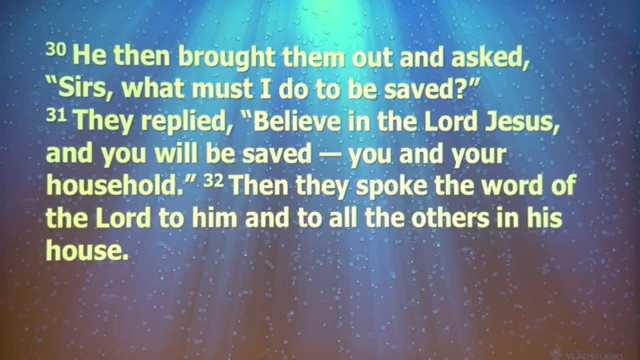 30 He then brought them out and asked,
“Sirs, what must I do to be saved?”
31 They replied, “Believe in the Lord Jesus,
and you will be saved — you and your
household.” 32 Then they spoke the word of
the Lord to him and to all the others in his
house.